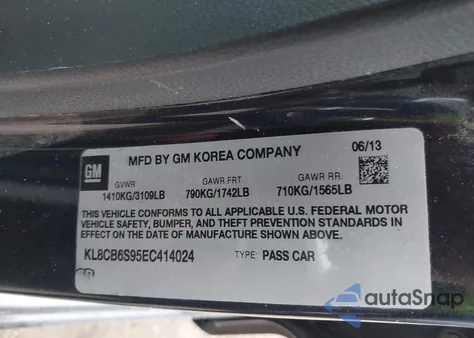 MFD BY GM KOREA COMPANY 06/13
GM
GVWR GAWR FRT. GAWR RR.
1410KG/3109LB 790KG/1742LB 710KG/1565LB
THIS VEHICLE CONFORMS TO ALL APPLICABLE U.S. FEDERAL MOTOR
VEHICLE SAFETY, BUMPER, AND THEFT PREVENTION STANDARDS
IN EFFECT ON THE DATE OF MANUFACTURE SHOWN ABOVE.
KL8CB6S95EC414024 TYPE: PASS CAR
autoSnap